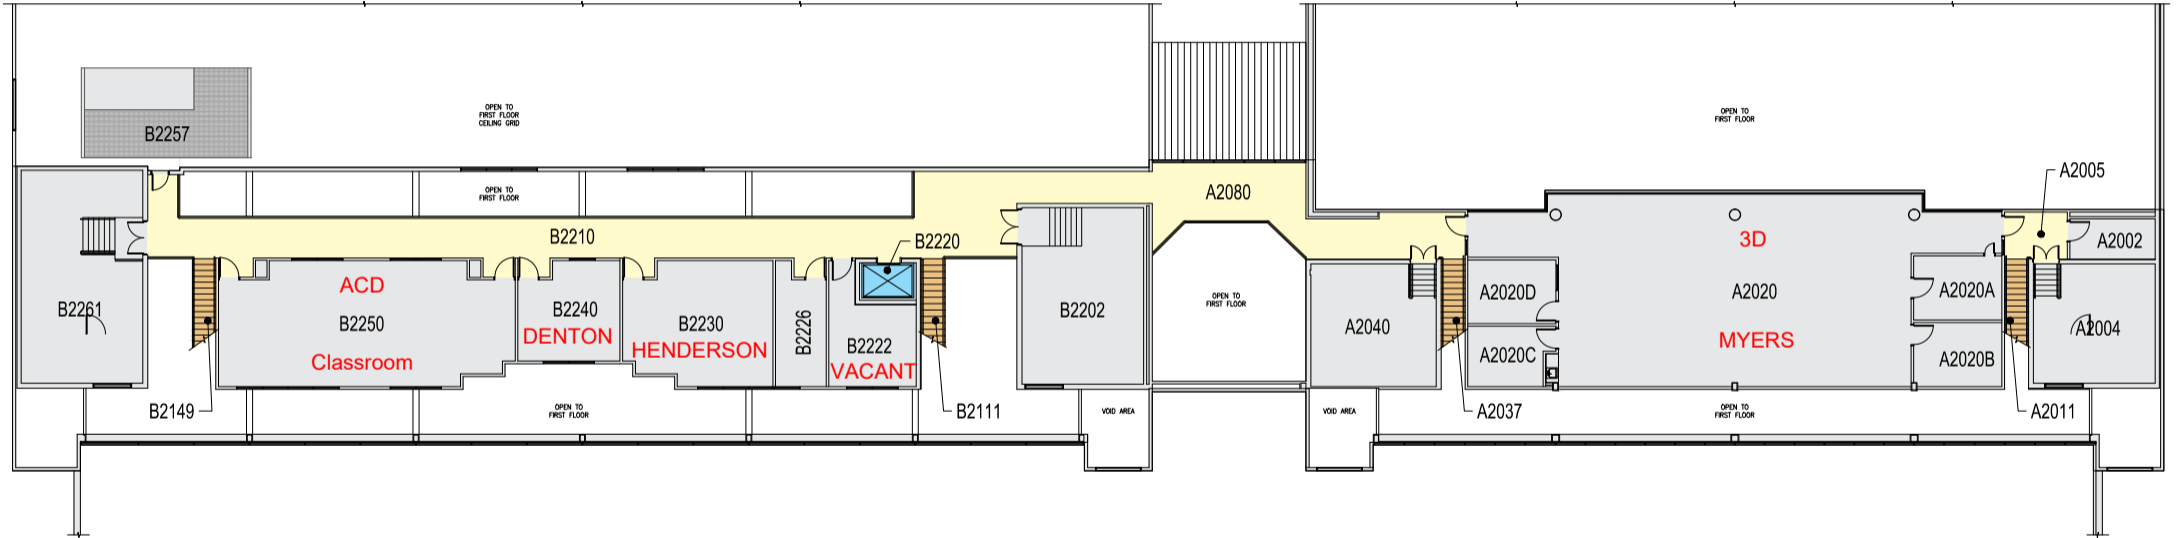 OPEN TO
FIRST FLOOR
CEILING GRID
OPEN TO
FIRST FLOOR
B2257
A2005
OPEN TO
FIRST FLOOR
A2080
B2210
B2220
3D
A2002
B2261
ACD
B2250
Classroom
B2240
DENTON
B2230
HENDERSON
B2226
B2222
VACANT
B2202
OPEN TO
FIRST FLOOR
A2040
A2020D
A2020C
A2020
MYERS
A2020A
A2020B
A2004
B2149
OPEN TO
FIRST FLOOR
B2111
VOID AREA
VOID AREA
A2037
OPEN TO
FIRST FLOOR
A2011